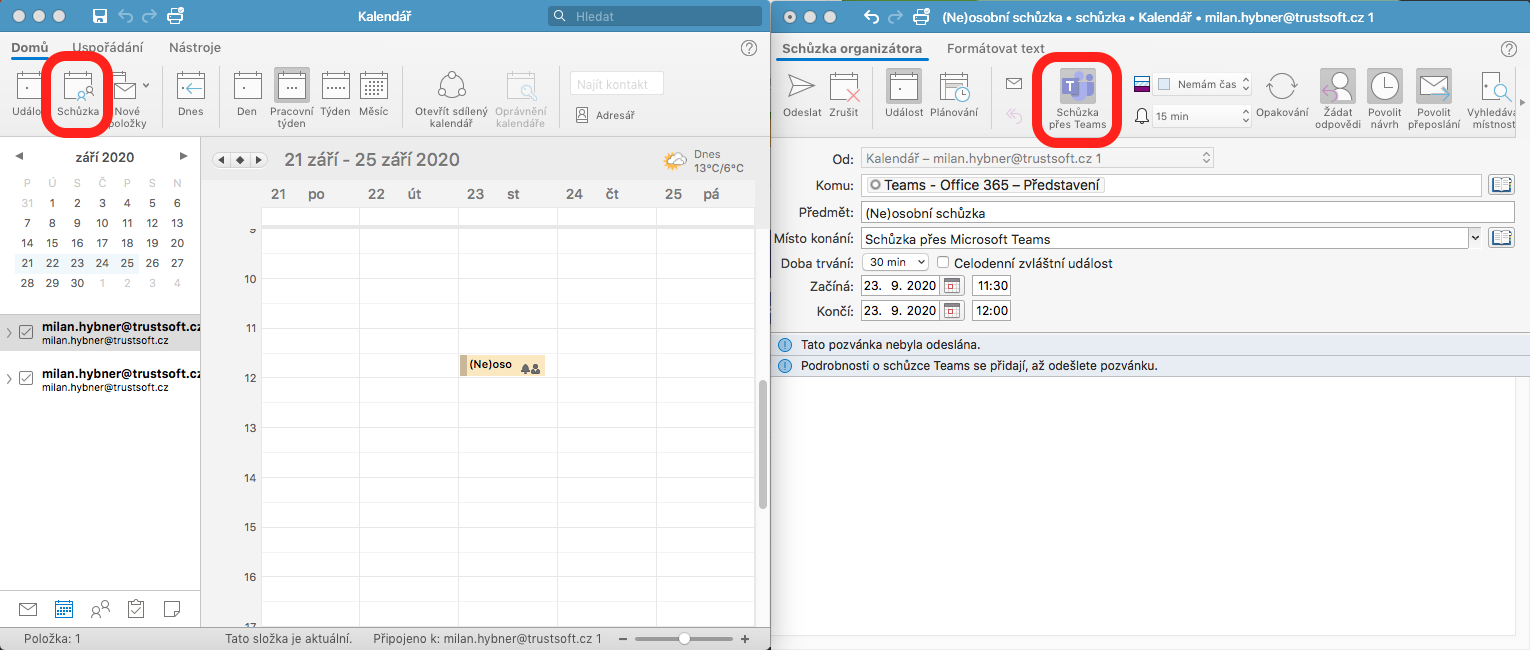 Kalendář
Hledat
Domů Uspořádání Nástroje
Schůzka
Nové
Dnes
Den
Pracovní
týden
Týden
Měsíc
Otevřít sdílený
kalendář
Oprávnění
kalendáře
Najít kontakt
Adresář
září 2020
P Ú S Č P S N
31 1 2 3 4 5 6
7 8 9 10 11 12 13
14 15 16 17 18 19 20
21 22 23 24 25 26 27
28 29 30 1 2 3 4
milan.hybner@trustsoft.cz
milan.hybner@trustsoft.cz
milan.hybner@trustsoft.cz
milan.hybner@trustsoft.cz
21 září - 25 září 2020
Dnes
13°C/6°C
21 po 22 út 23 st 24 čt 25 pá
9
10
11
(Ne)oso
12
13
14
15
16
17
Položka: 1
Tato složka je aktuální. Připojeno k: milan.hybner@trustsoft.cz 1
(Ne)osobní schůzka • schůzka • Kalendář • milan.hybner@trustsoft.cz 1
Schůzka organizátora Formátovat text
Odeslat
Zrušit
Událost
Plánování
Schůzka
přes Teams
Nemám čas
15 min
Opakování
Žádat
odpovědi
Povolit
návrh
Povolit
přeposlání
Od: Kalendář – milan.hybner@trustsoft.cz 1
Komu: Teams - Office 365 – Představení
Předmět: (Ne)osobní schůzka
Místo konání: Schůzka přes Microsoft Teams
Doba trvání: 30 min Celodenní zvláštní událost
Začíná: 23. 9. 2020 11:30
Končí: 23. 9. 2020 12:00
Tato pozvánka nebyla odeslána.
Podrobnosti o schůzce Teams se přidají, až odešlete pozvánku.